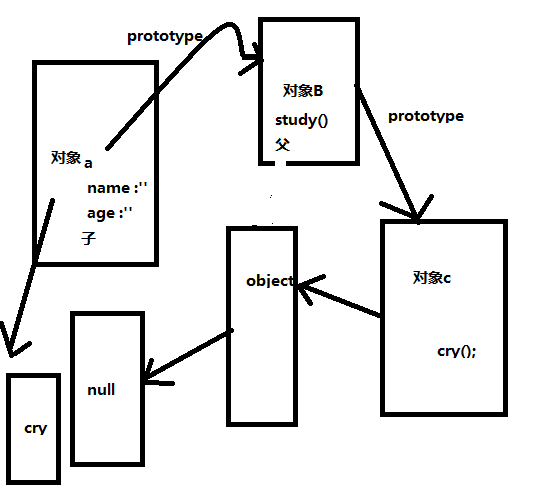 prototype
对象B
study()
父
prototype
对象 a
name :''
age :''
子
object
对象c
cry();
null
cry